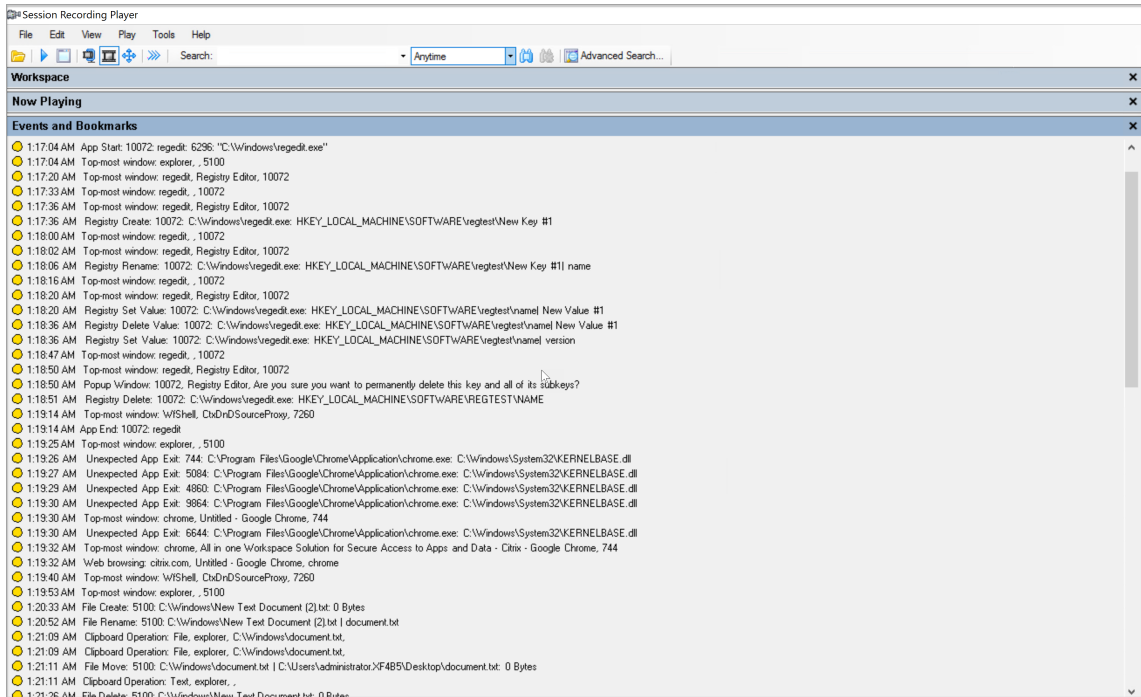 Session Recording Player
File Edit View Play Tools Help
Search: Anytime Advanced Search...
Workspace
Now Playing
Events and Bookmarks
1:17:04 AM App Start: 10072: regedit: 6296: "C:\Windows\regedit.exe"
1:17:04 AM Top-most window: explorer, , 5100
1:17:20 AM Top-most window: regedit, Registry Editor, 10072
1:17:33 AM Top-most window: regedit, , 10072
1:17:36 AM Top-most window: regedit, Registry Editor, 10072
1:17:36 AM Registry Create: 10072: C:\Windows\regedit.exe: HKEY_LOCAL_MACHINE\SOFTWARE\regtest\New Key #1
1:18:00 AM Top-most window: regedit, , 10072
1:18:02 AM Top-most window: regedit, Registry Editor, 10072
1:18:06 AM Registry Rename: 10072: C:\Windows\regedit.exe: HKEY_LOCAL_MACHINE\SOFTWARE\regtest\New Key #1| name
1:18:16 AM Top-most window: regedit, , 10072
1:18:20 AM Top-most window: regedit, Registry Editor, 10072
1:18:20 AM Registry Set Value: 10072: C:\Windows\regedit.exe: HKEY_LOCAL_MACHINE\SOFTWARE\regtest\name| New Value #1
1:18:36 AM Registry Delete Value: 10072: C:\Windows\regedit.exe: HKEY_LOCAL_MACHINE\SOFTWARE\regtest\name| New Value #1
1:18:36 AM Registry Set Value: 10072: C:\Windows\regedit.exe: HKEY_LOCAL_MACHINE\SOFTWARE\regtest\name| version
1:18:47 AM Top-most window: regedit, , 10072
1:18:50 AM Top-most window: regedit, Registry Editor, 10072
1:18:50 AM Popup Window: 10072, Registry Editor, Are you sure you want to permanently delete this key and all of its subkeys?
1:18:51 AM Registry Delete: 10072: C:\Windows\regedit.exe: HKEY_LOCAL_MACHINE\SOFTWARE\REGTEST\NAME
1:19:14 AM Top-most window: WfShell, CtxDnDSourceProxy, 7260
1:19:14 AM App End: 10072: regedit
1:19:25 AM Top-most window: explorer, , 5100
1:19:26 AM Unexpected App Exit: 744: C:\Program Files\Google\Chrome\Application\chrome.exe: C:\Windows\System32\KERNELBASE.dll
1:19:27 AM Unexpected App Exit: 5084: C:\Program Files\Google\Chrome\Application\chrome.exe: C:\Windows\System32\KERNELBASE.dll
1:19:29 AM Unexpected App Exit: 4860: C:\Program Files\Google\Chrome\Application\chrome.exe: C:\Windows\System32\KERNELBASE.dll
1:19:30 AM Unexpected App Exit: 9864: C:\Program Files\Google\Chrome\Application\chrome.exe: C:\Windows\System32\KERNELBASE.dll
1:19:30 AM Top-most window: chrome, Untitled - Google Chrome, 744
1:19:30 AM Unexpected App Exit: 6644: C:\Program Files\Google\Chrome\Application\chrome.exe: C:\Windows\System32\KERNELBASE.dll
1:19:32 AM Top-most window: chrome, All in one Workspace Solution for Secure Access to Apps and Data - Citrix - Google Chrome, 744
1:19:32 AM Web browsing: citrix.com, Untitled - Google Chrome, chrome
1:19:40 AM Top-most window: WfShell, CtxDnDSourceProxy, 7260
1:19:53 AM Top-most window: explorer, , 5100
1:20:33 AM File Create: 5100: C:\Windows\New Text Document (2).txt: 0 Bytes
1:20:52 AM File Rename: 5100: C:\Windows\New Text Document (2).txt | document.txt
1:21:09 AM Clipboard Operation: File, explorer, C:\Windows\document.txt,
1:21:09 AM Clipboard Operation: File, explorer, C:\Windows\document.txt,
1:21:11 AM File Move: 5100: C:\Windows\document.txt | C:\Users\administrator.XF4B5\Desktop\document.txt: 0 Bytes
1:21:11 AM Clipboard Operation: Text, explorer, ,
1:21:26 AM File Delete: 5100: C:\Windows\New Text Document.txt: 0 Bytes